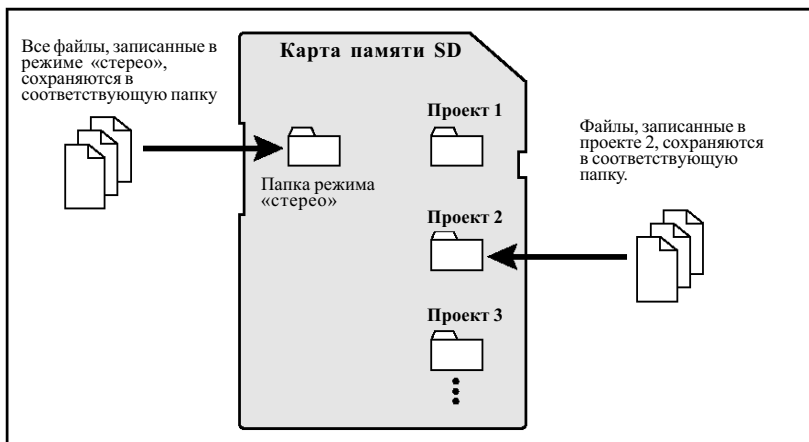 Все файлы, записанные в
режиме «стерео»,
сохраняются в
соответствующую папку
Карта памяти SD
Папка режима
«стерео»
Проект 1
Проект 2
Проект 3
Файлы, записанные в
проекте 2, сохраняются
в соответствующую
папку.